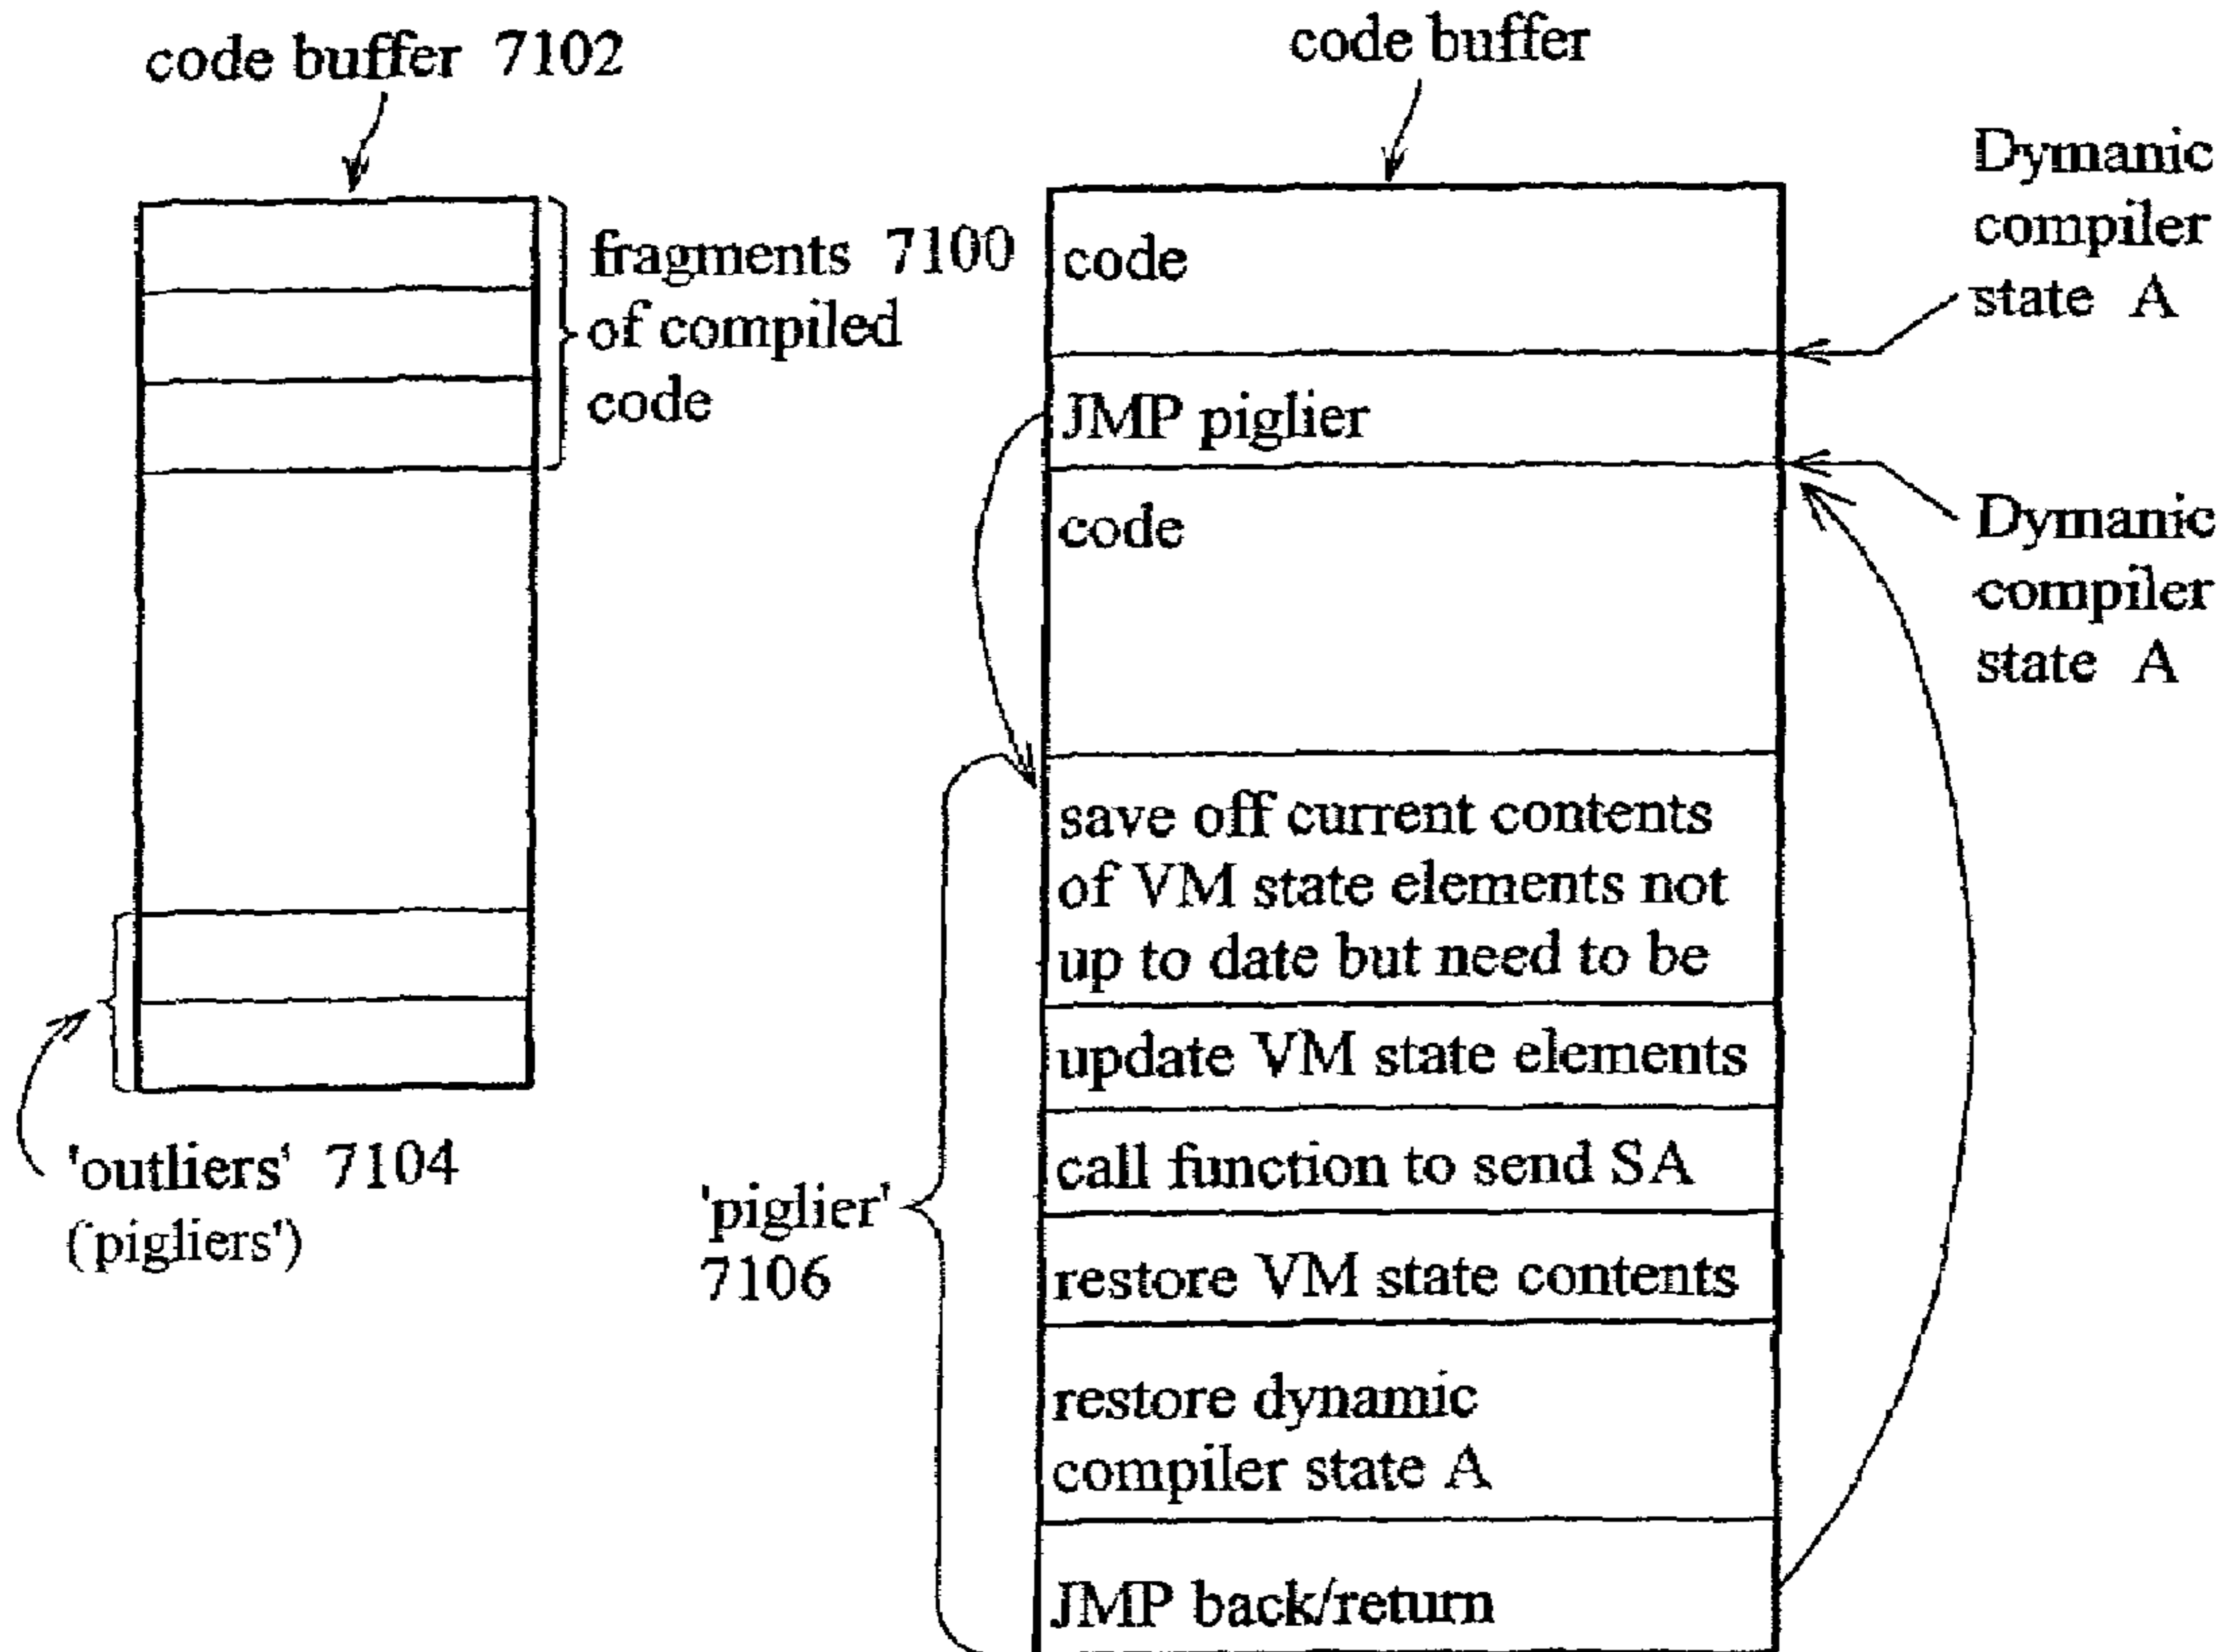 code buffer 7102
fragments 7100
of compiled
code
'outliers' 7104
('pigliers')
code buffer
code
JMP piglier
code
save off current contents
of VM state elements not
up to date but need to be
update VM state elements
call function to send SA
restore VM state contents
restore dynamic
compiler state A
JMP back/return
'piglier'
7106
Dymanic
compiler
state A
Dymanic
compiler
state A